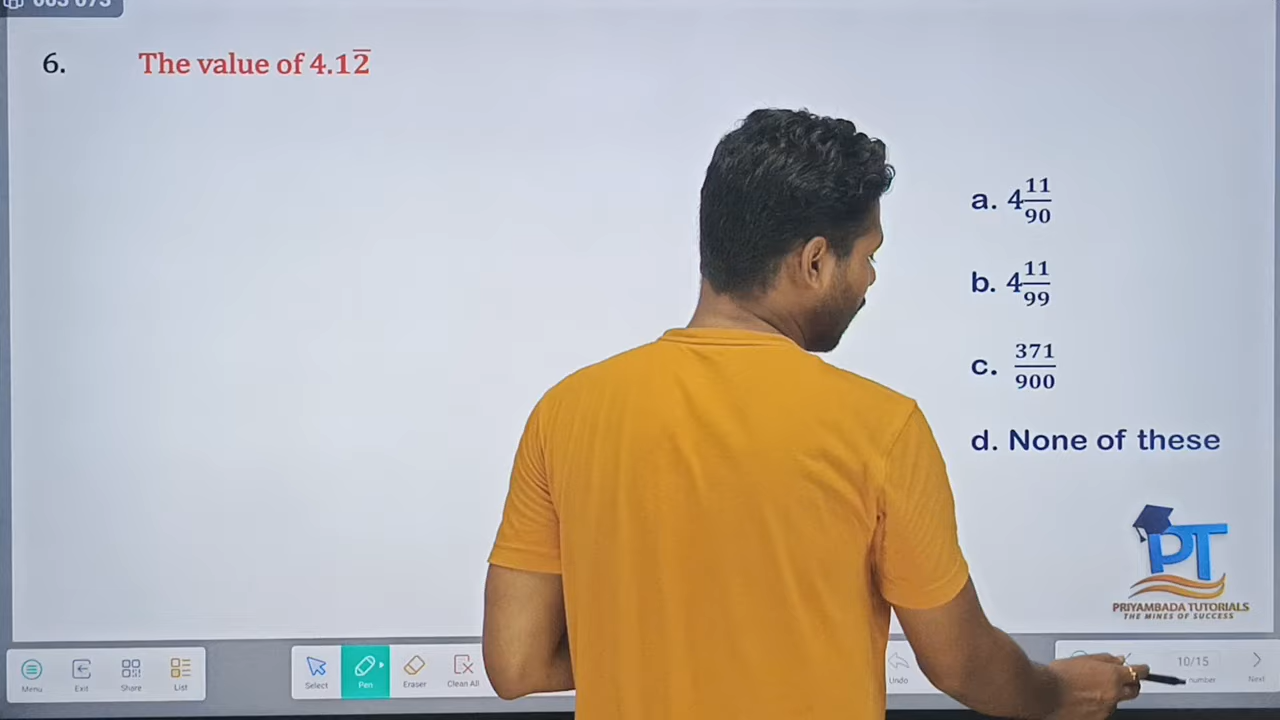 6. The value of 4.12̅
a. 4 11/90
b. 4 11/99
c. 371/900
d. None of these
PT
PRIYAMBADA TUTORIALS
THE MINES OF SUCCESS
Menu Exit Share List Select Pen Eraser Clean All Undo 10/15 number Next